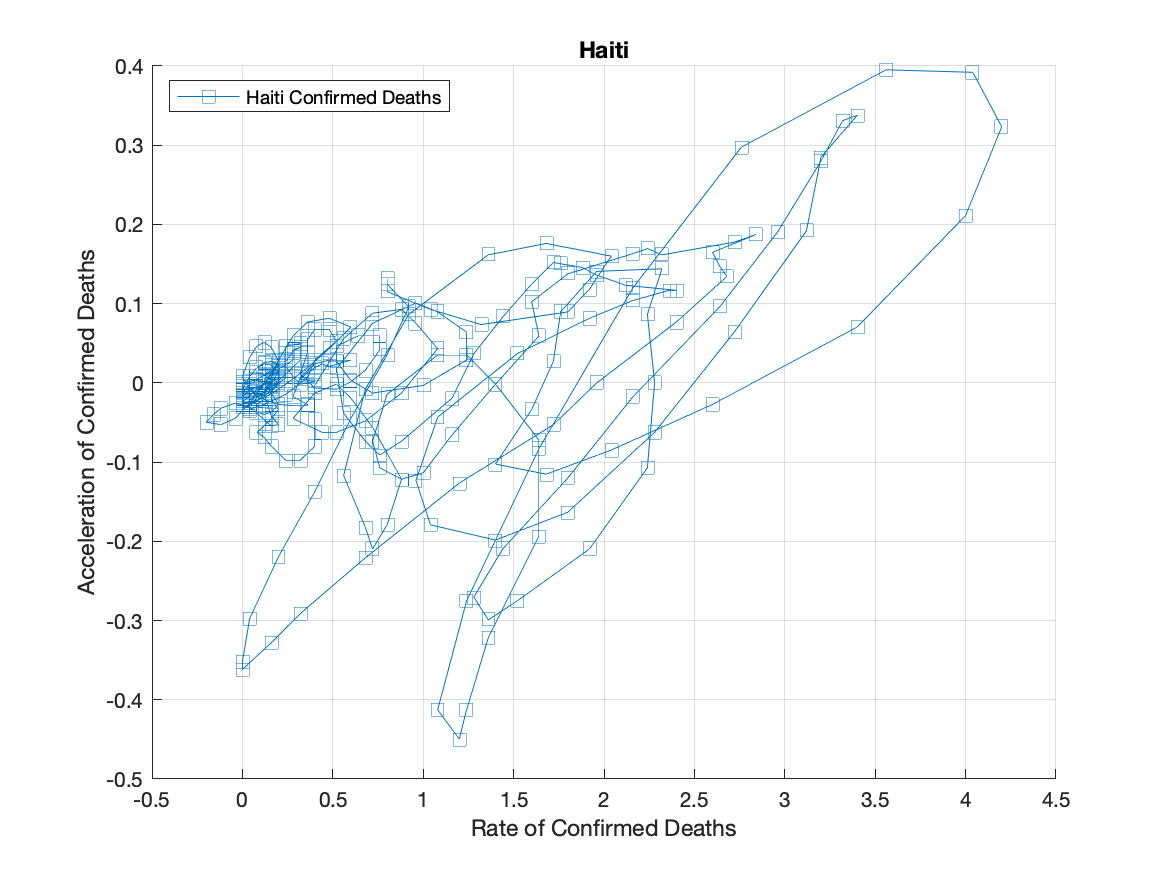 Haiti
Haiti Confirmed Deaths
0.4
0.3
0.2
0.1
0
-0.1
-0.2
-0.3
-0.4
-0.5
Acceleration of Confirmed Deaths
-0.5 0 0.5 1 1.5 2 2.5 3 3.5 4 4.5
Rate of Confirmed Deaths